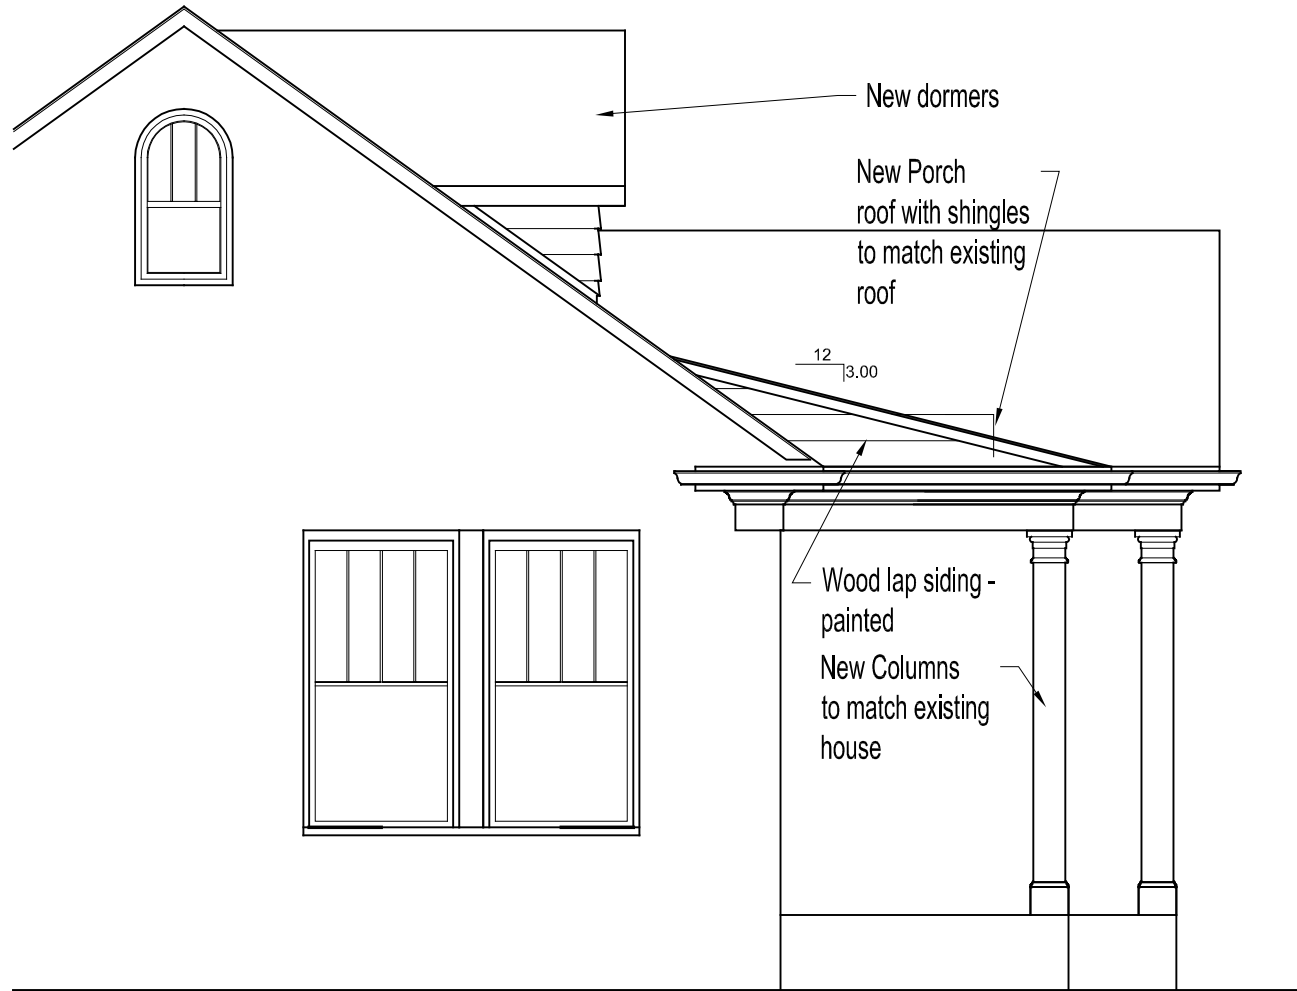 New dormers
New Porch
roof with shingles
to match existing
roof
12
3.00
Wood lap siding -
painted
New Columns
to match existing
house